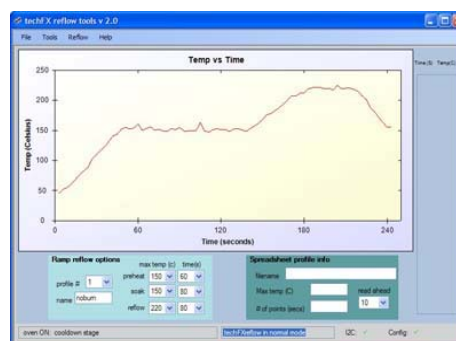 techFX reflow tools v 2.0
File Tools Reflow Help
Temp vs Time
Time(S) Temp(C)
250
200
150
100
50
0
Temp (Celsius)
0 60 120 180 240
Time (seconds)
Ramp reflow options
max temp (c) time(s)
profile # 1
preheat 150 60
soak 150 80
name noburn
reflow 220 80
Spreadsheet profile info
filename
Max temp (C)
read ahead
# of points (secs)
10
oven ON: cooldown stage
techFXreflow in normal mode
I2C: ✓
Config: ✓